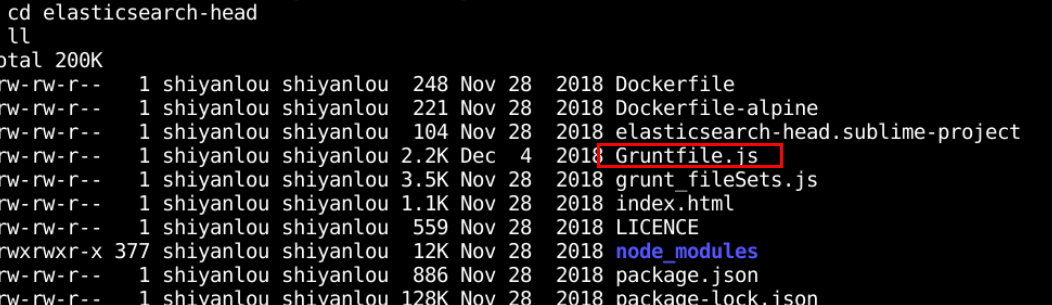 cd elasticsearch-head
ll
otal 200K
rw-rw-r-- 1 shiyanlou shiyanlou 248 Nov 28 2018 Dockerfile
rw-rw-r-- 1 shiyanlou shiyanlou 221 Nov 28 2018 Dockerfile-alpine
rw-rw-r-- 1 shiyanlou shiyanlou 104 Nov 28 2018 elasticsearch-head.sublime-project
rw-rw-r-- 1 shiyanlou shiyanlou 2.2K Dec 4 2018 Gruntfile.js
rw-rw-r-- 1 shiyanlou shiyanlou 3.5K Nov 28 2018 grunt_fileSets.js
rw-rw-r-- 1 shiyanlou shiyanlou 1.1K Nov 28 2018 index.html
rw-rw-r-- 1 shiyanlou shiyanlou 559 Nov 28 2018 LICENCE
rwxrwxr-x 377 shiyanlou shiyanlou 12K Nov 28 2018 node_modules
rw-rw-r-- 1 shiyanlou shiyanlou 886 Nov 28 2018 package.json
rw-rw-r-- 1 shiyanlou shiyanlou 128K Nov 28 2018 package-lock.json